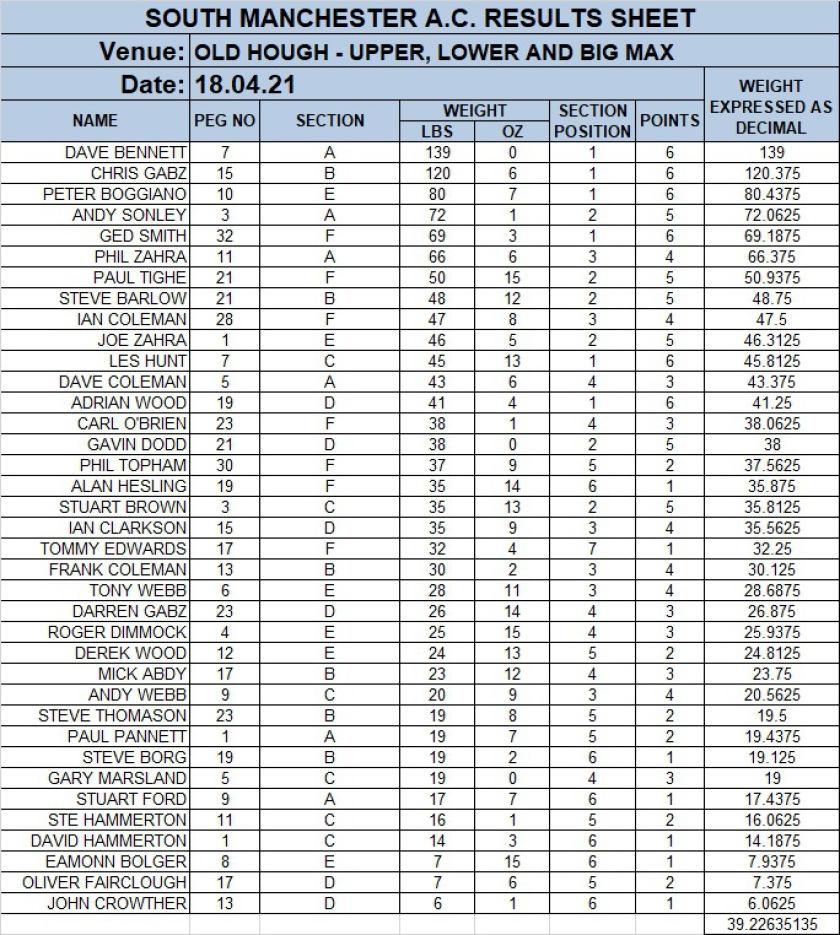 SOUTH MANCHESTER A.C. RESULTS SHEET
Venue: OLD HOUGH - UPPER, LOWER AND BIG MAX
Date: 18.04.21
NAME PEG NO SECTION WEIGHT LBS OZ SECTION POSITION POINTS WEIGHT EXPRESSED AS DECIMAL
DAVE BENNETT 7 A 139 0 1 6 139
CHRIS GABZ 15 B 120 6 1 6 120.375
PETER BOGGIANO 10 E 80 7 1 6 80.4375
ANDY SONLEY 3 A 72 1 2 5 72.0625
GED SMITH 32 F 69 3 1 6 69.1875
PHIL ZAHRA 11 A 66 6 3 4 66.375
PAUL TIGHE 21 F 50 15 2 5 50.9375
STEVE BARLOW 21 B 48 12 2 5 48.75
IAN COLEMAN 28 F 47 8 3 4 47.5
JOE ZAHRA 1 E 46 5 2 5 46.3125
LES HUNT 7 C 45 13 1 6 45.8125
DAVE COLEMAN 5 A 43 6 4 3 43.375
ADRIAN WOOD 19 D 41 4 1 6 41.25
CARL O'BRIEN 23 F 38 1 4 3 38.0625
GAVIN DODD 21 D 38 0 2 5 38
PHIL TOPHAM 30 F 37 9 5 2 37.5625
ALAN HESLING 19 F 35 14 6 1 35.875
STUART BROWN 3 C 35 13 2 5 35.8125
IAN CLARKSON 15 D 35 9 3 4 35.5625
TOMMY EDWARDS 17 F 32 4 7 1 32.25
FRANK COLEMAN 13 B 30 2 3 4 30.125
TONY WEBB 6 E 28 11 3 4 28.6875
DARREN GABZ 23 D 26 14 4 3 26.875
ROGER DIMMOCK 4 E 25 15 4 3 25.9375
DEREK WOOD 12 E 24 13 5 2 24.8125
MICK ABDY 17 B 23 12 4 3 23.75
ANDY WEBB 9 C 20 9 3 4 20.5625
STEVE THOMASON 23 B 19 8 5 2 19.5
PAUL PANNETT 1 A 19 7 5 2 19.4375
STEVE BORG 19 B 19 2 6 1 19.125
GARY MARSLAND 5 C 19 0 4 3 19
STUART FORD 9 A 17 7 6 1 17.4375
STE HAMMERTON 11 C 16 1 5 2 16.0625
DAVID HAMMERTON 1 C 14 3 6 1 14.1875
EAMONN BOLGER 8 E 7 15 6 1 7.9375
OLIVER FAIRCLOUGH 17 D 7 6 5 2 7.375
JOHN CROWTHER 13 D 6 1 6 1 6.0625
39.22635135